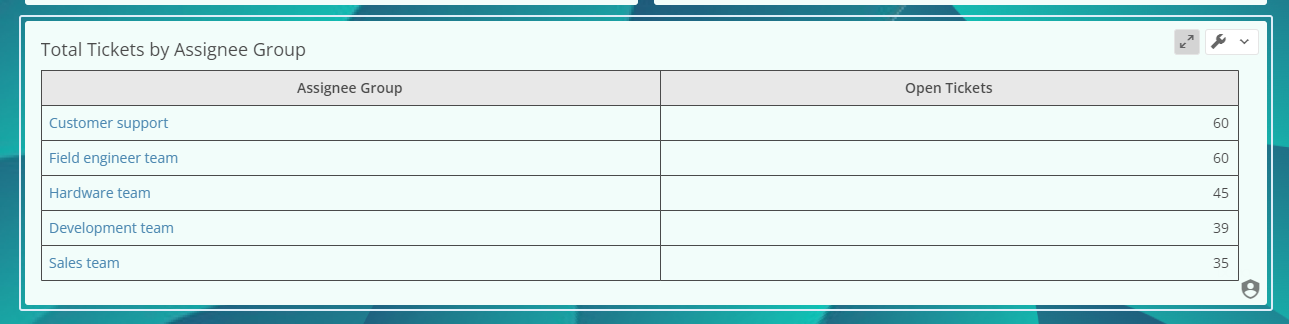 Total Tickets by Assignee Group
Assignee Group Open Tickets
Customer support 60
Field engineer team 60
Hardware team 45
Development team 39
Sales team 35